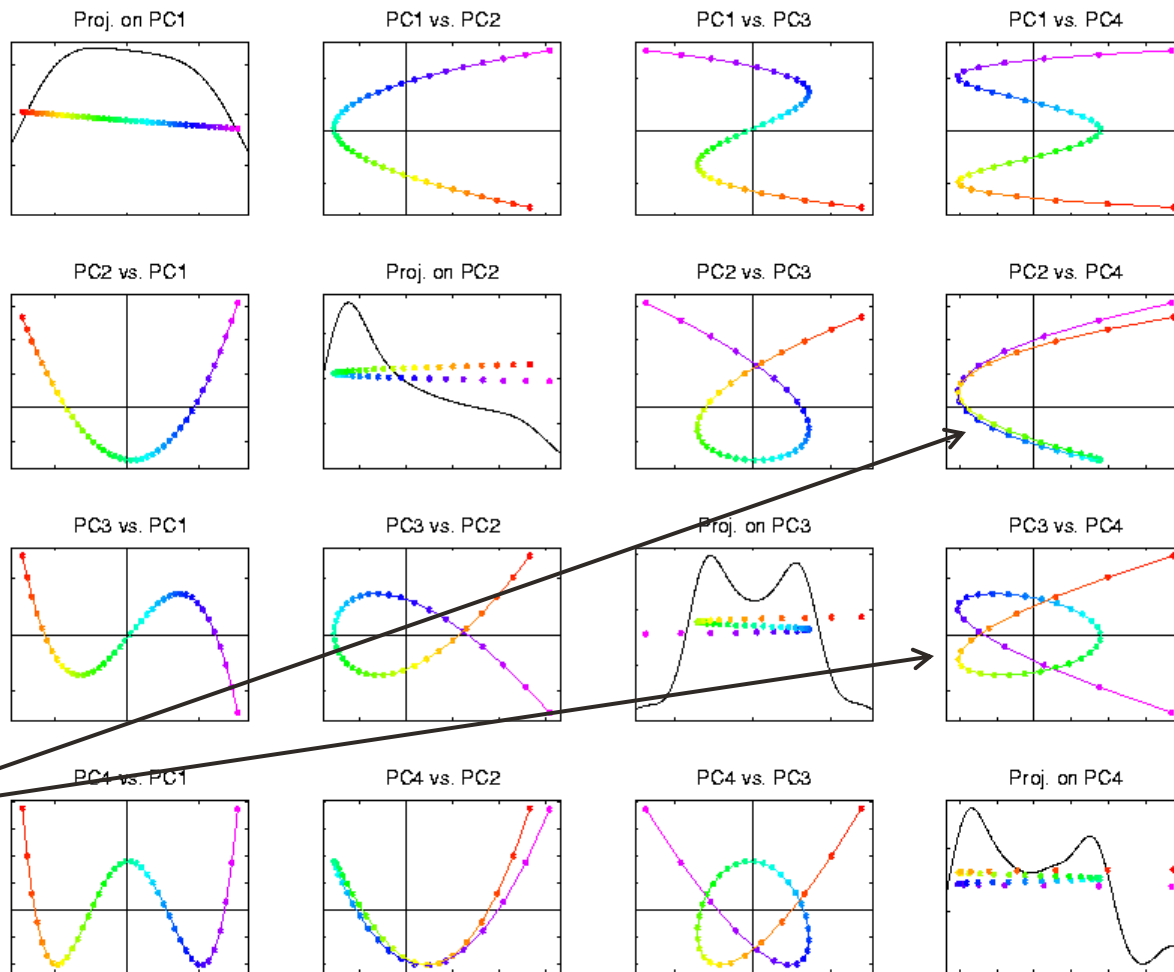 Proj. on PC1
PC1 vs. PC2
PC1 vs. PC3
PC1 vs. PC4
PC2 vs. PC1
Proj. on PC2
PC2 vs. PC3
PC2 vs. PC4
PC3 vs. PC1
PC3 vs. PC2
Proj. on PC3
PC3 vs. PC4
PC4 vs. PC1
PC4 vs. PC2
PC4 vs. PC3
Proj. on PC4